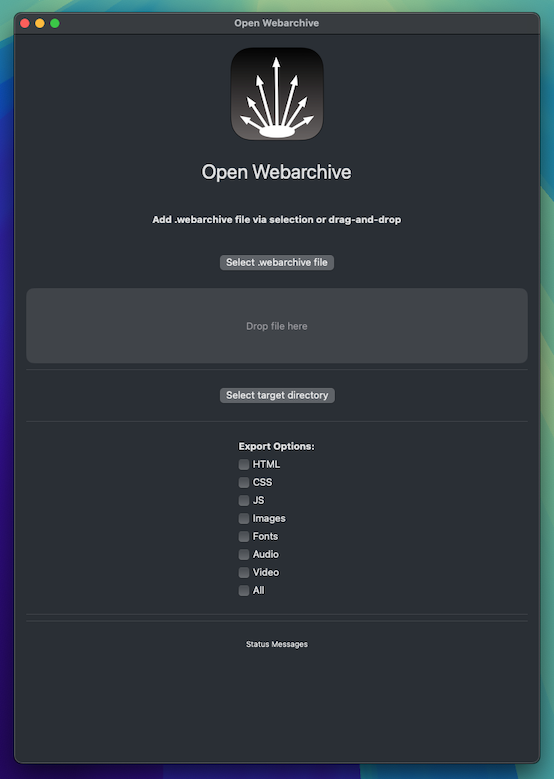 Open Webarchive
Open Webarchive
Add .webarchive file via selection or drag-and-drop
Select .webarchive file
Drop file here
Select target directory
Export Options:
HTML
CSS
JS
Images
Fonts
Audio
Video
All
Status Messages